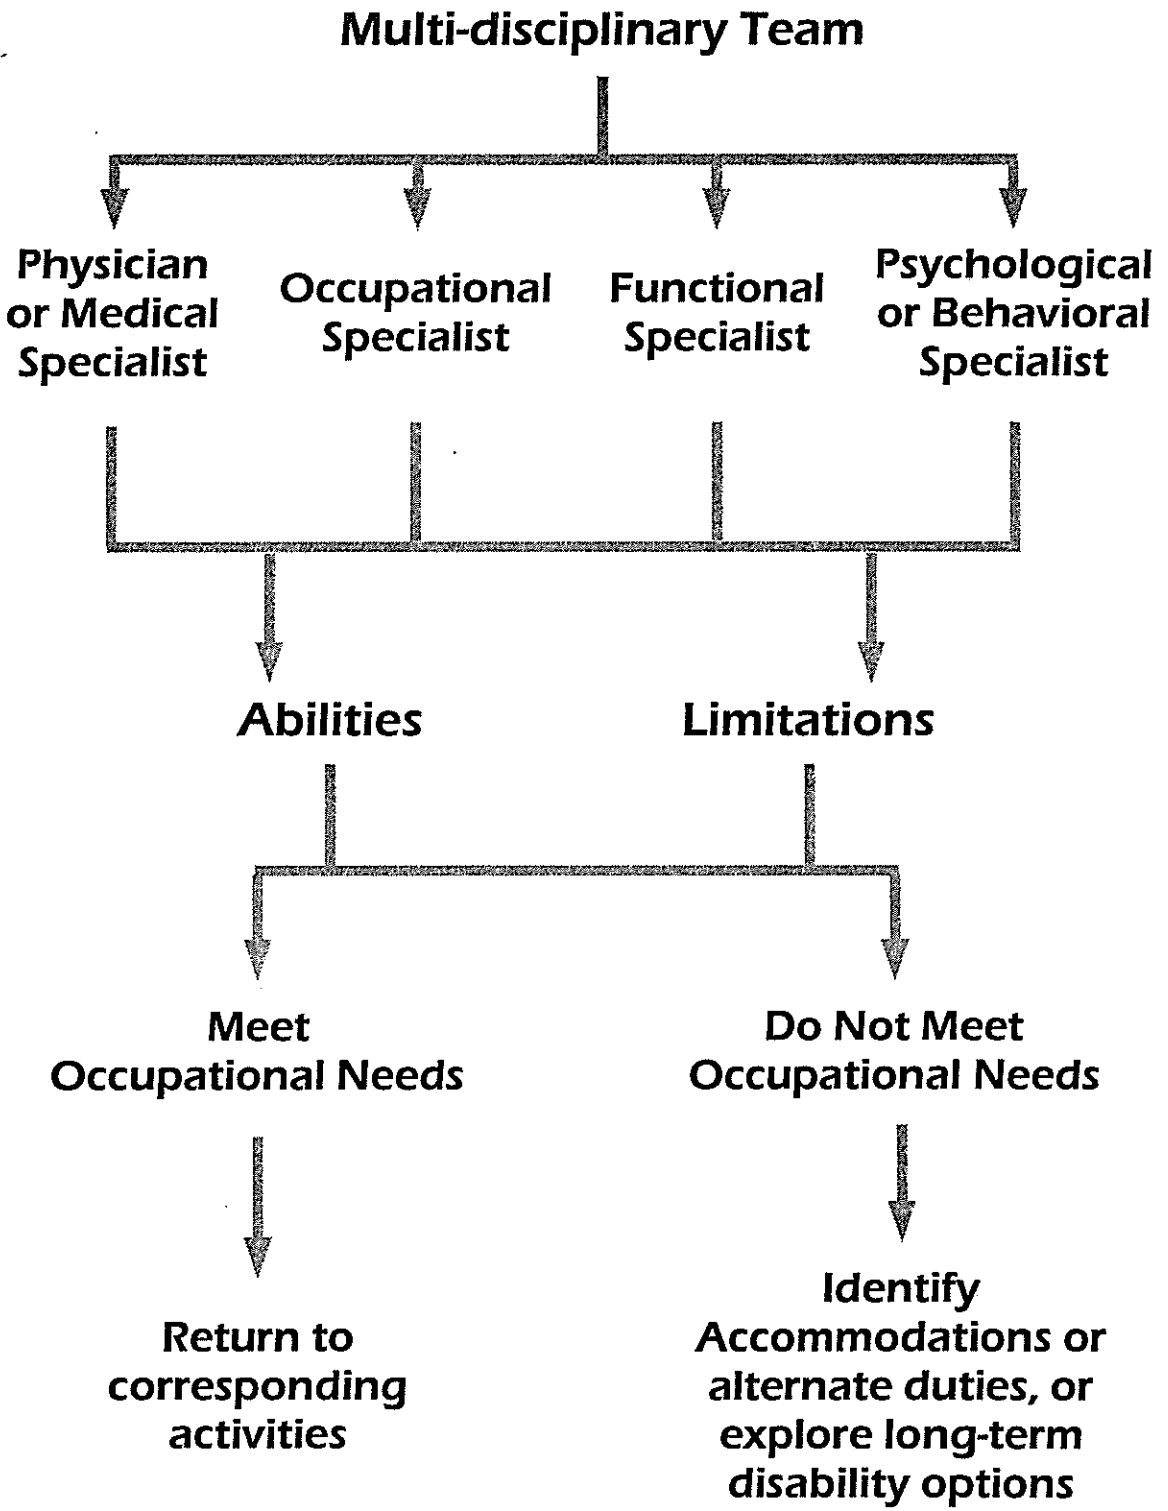 Multi-disciplinary Team
Physician
or Medical
Specialist
Occupational
Specialist
Functional
Specialist
Psychological
or Behavioral
Specialist
Abilities
Limitations
Meet
Occupational Needs
Do Not Meet
Occupational Needs
Return to
corresponding
activities
Identify
Accommodations or
alternate duties, or
explore long-term
disability options